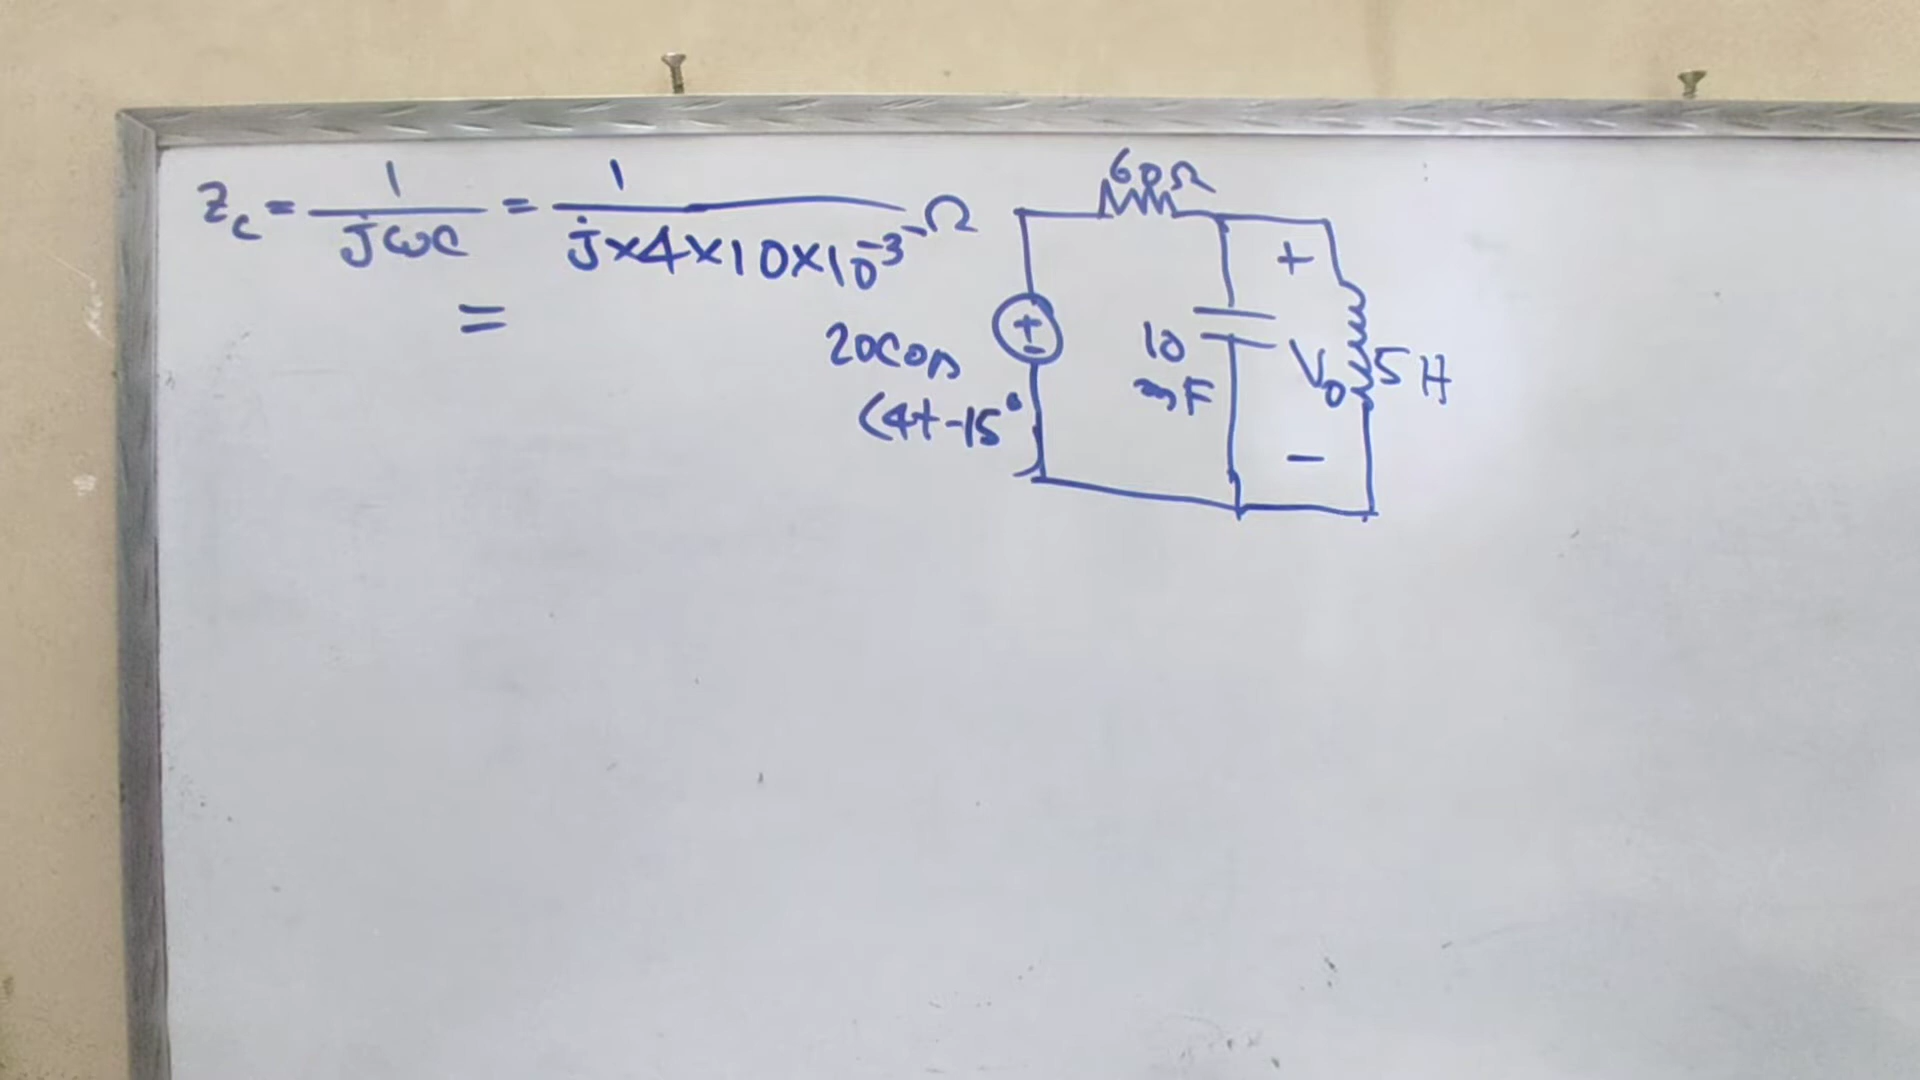 Zc = 1/jωc = 1/j×4×10×10^-3 Ω
=
60Ω
20cos
(4t-15°
10
mF
+
Vo
-
5H